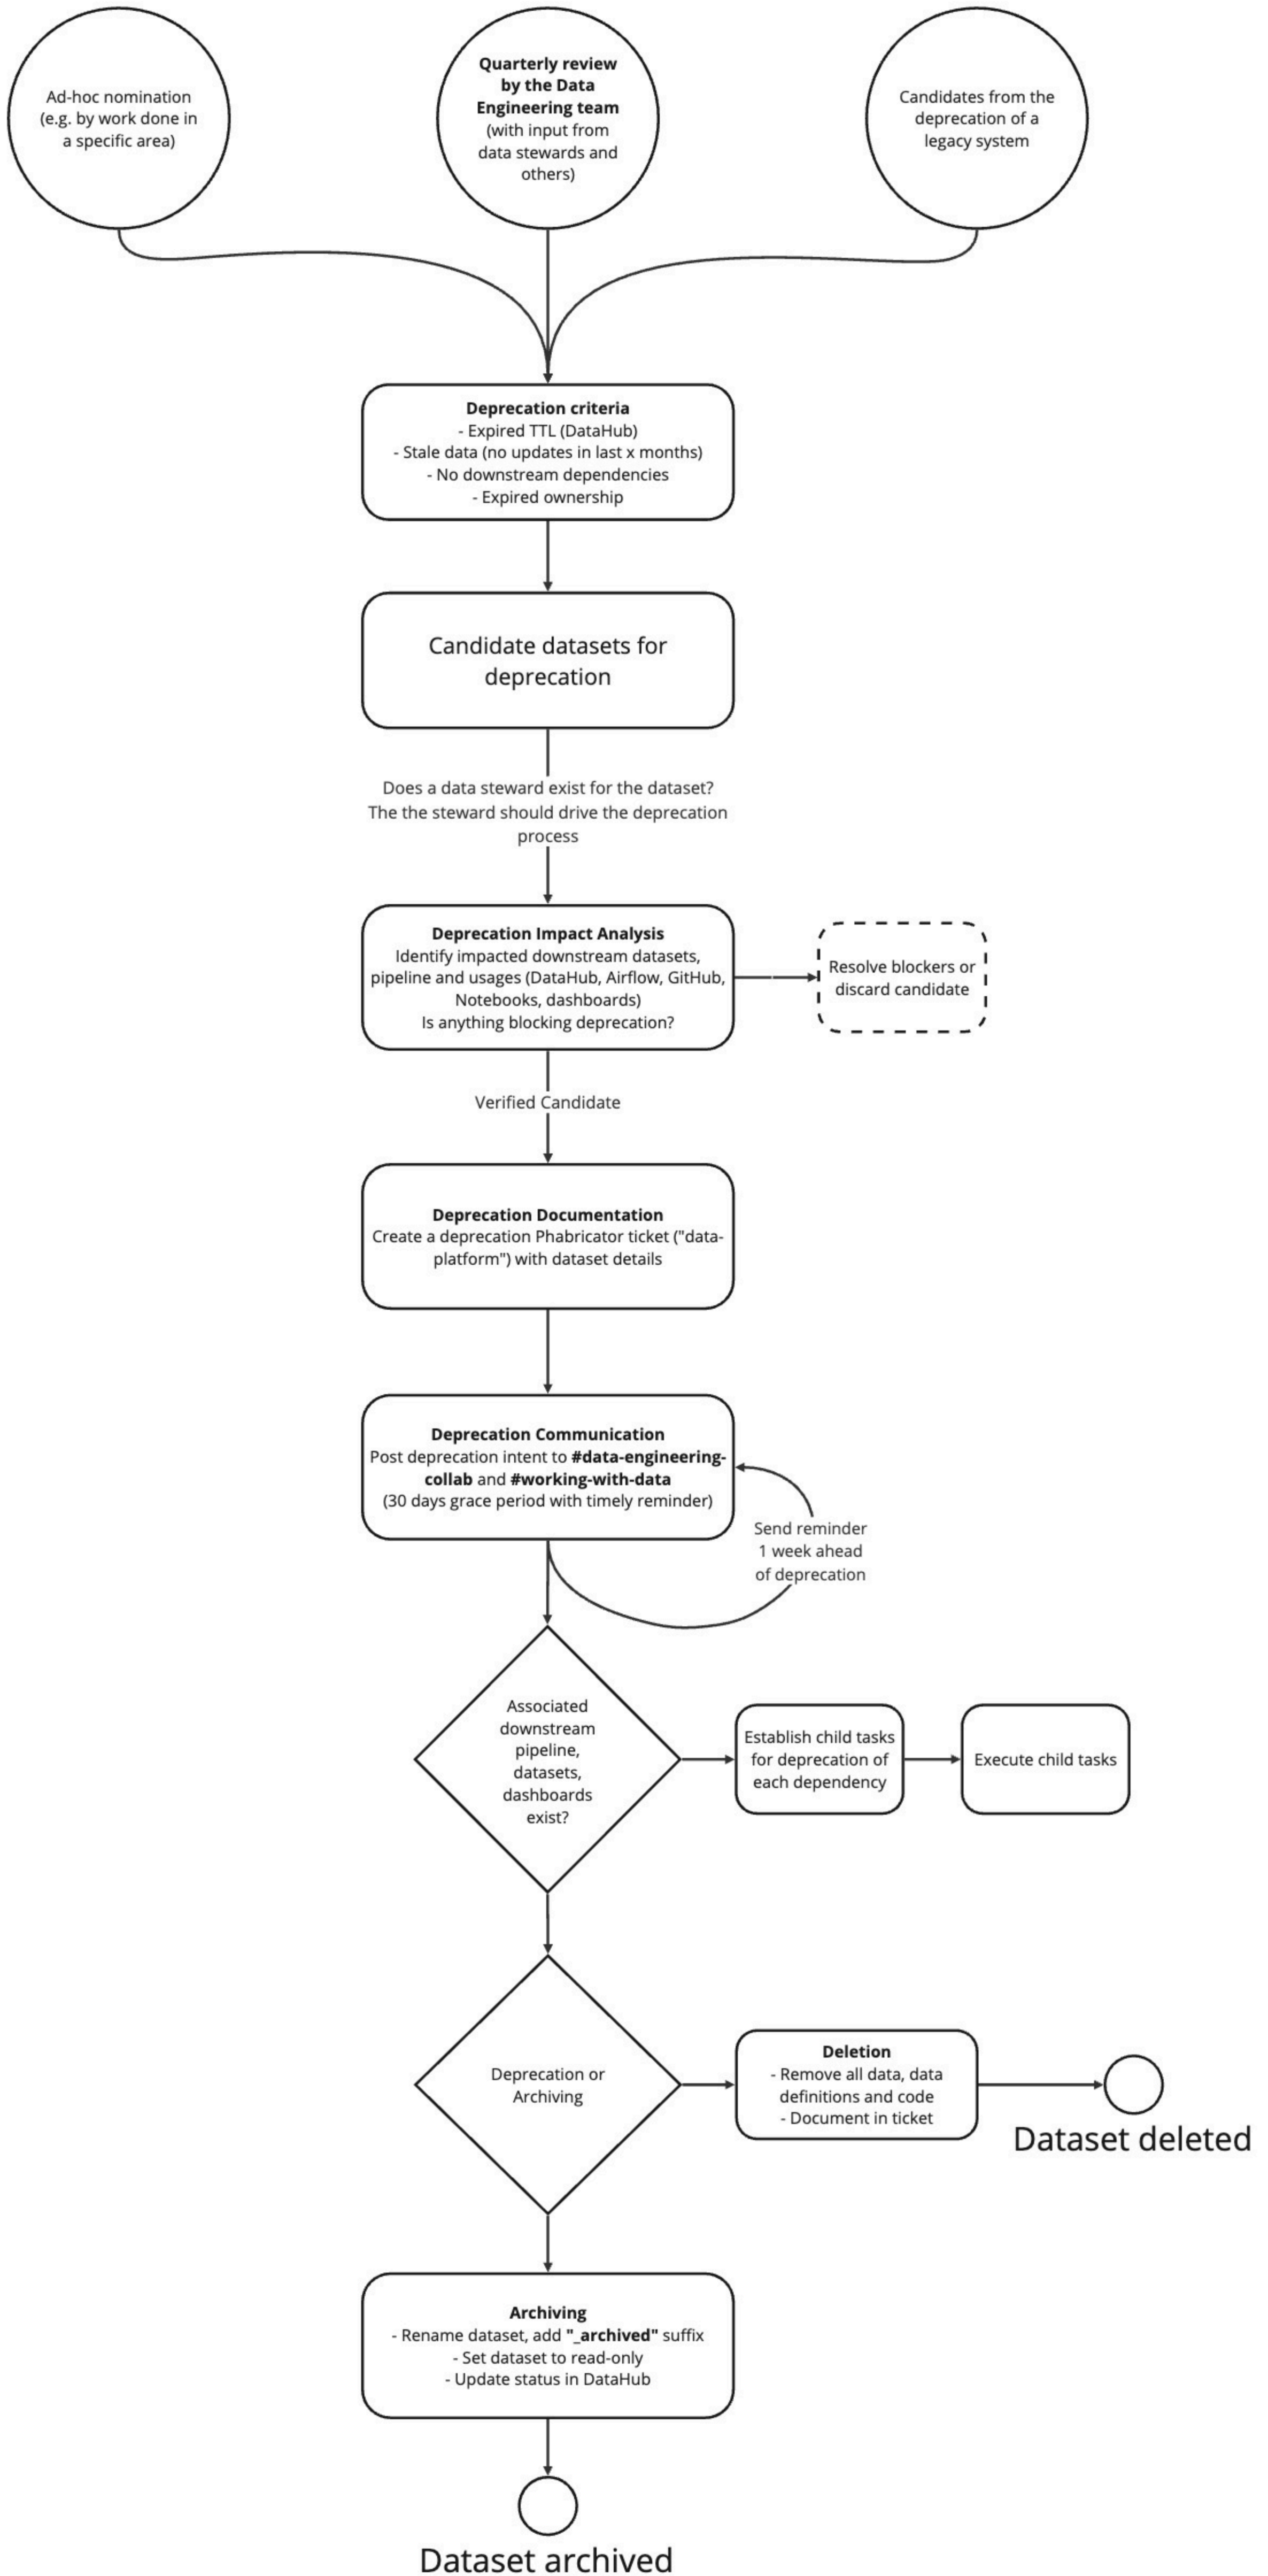 Ad-hoc nomination
(e.g. by work done in
a specific area)
Quarterly review
by the Data
Engineering team
(with input from
data stewards and
others)
Candidates from the
deprecation of a
legacy system
Deprecation criteria
- Expired TTL (DataHub)
- Stale data (no updates in last x months)
- No downstream dependencies
- Expired ownership
Candidate datasets for
deprecation
Does a data steward exist for the dataset?
The the steward should drive the deprecation
process
Deprecation Impact Analysis
Identify impacted downstream datasets,
pipeline and usages (DataHub, Airflow, GitHub,
Notebooks, dashboards)
Is anything blocking deprecation?
Resolve blockers or
discard candidate
Verified Candidate
Deprecation Documentation
Create a deprecation Phabricator ticket ("data-
platform") with dataset details
Deprecation Communication
Post deprecation intent to #data-engineering-
collab and #working-with-data
(30 days grace period with timely reminder)
Send reminder
1 week ahead
of deprecation
Associated
downstream
pipeline,
datasets,
dashboards
exist?
Establish child tasks
for deprecation of
each dependency
Execute child tasks
Deprecation or
Archiving
Deletion
- Remove all data, data
definitions and code
- Document in ticket
Dataset deleted
Archiving
- Rename dataset, add "_archived" suffix
- Set dataset to read-only
- Update status in DataHub
Dataset archived